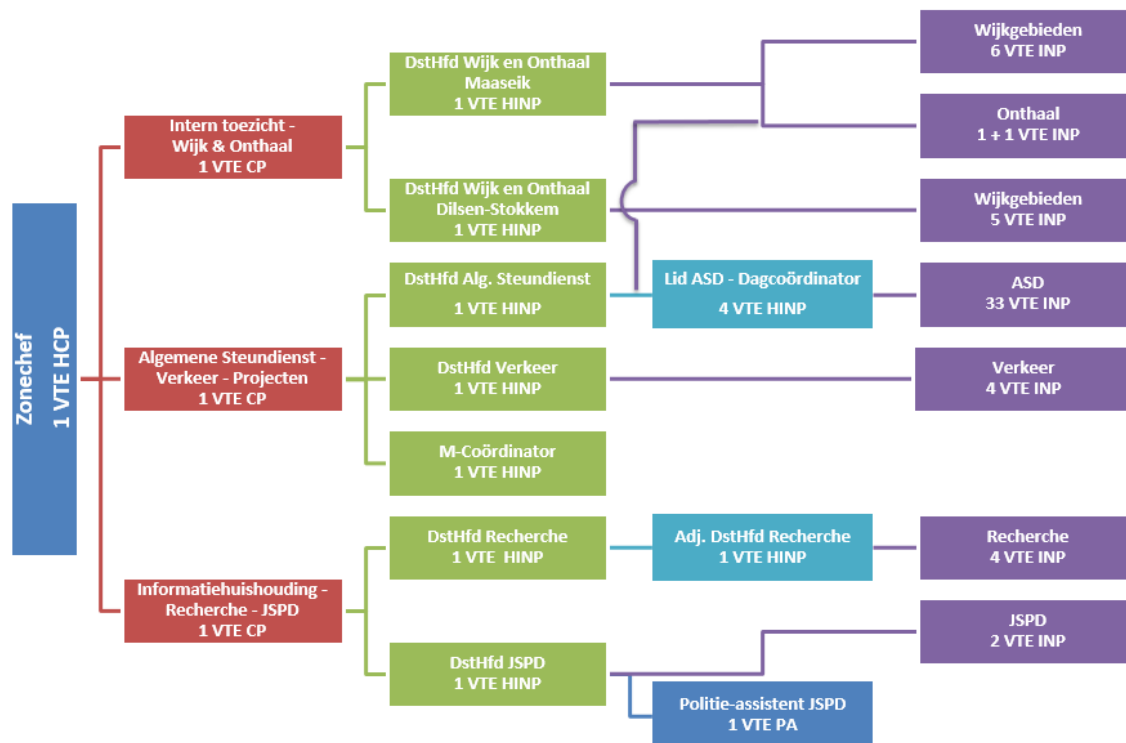 Zonechef
1 VTE HCP
Intern toezicht -
Wijk & Onthaal
1 VTE CP
Algemene Steundienst -
Verkeer - Projecten
1 VTE CP
Informatiehuishouding -
Recherche - JSPD
1 VTE CP
DstHfd Wijk en Onthaal
Maaseik
1 VTE HINP
DstHfd Wijk en Onthaal
Dilsen-Stokkem
1 VTE HINP
DstHfd Alg. Steundienst
1 VTE HINP
DstHfd Verkeer
1 VTE HINP
M-Coördinator
1 VTE HINP
DstHfd Recherche
1 VTE HINP
DstHfd JSPD
1 VTE HINP
Lid ASD - Dagcoördinator
4 VTE HINP
Adj. DstHfd Recherche
1 VTE HINP
Politie-assistent JSPD
1 VTE PA
Wijkgebieden
6 VTE INP
Onthaal
1 + 1 VTE INP
Wijkgebieden
5 VTE INP
ASD
33 VTE INP
Verkeer
4 VTE INP
Recherche
4 VTE INP
JSPD
2 VTE INP